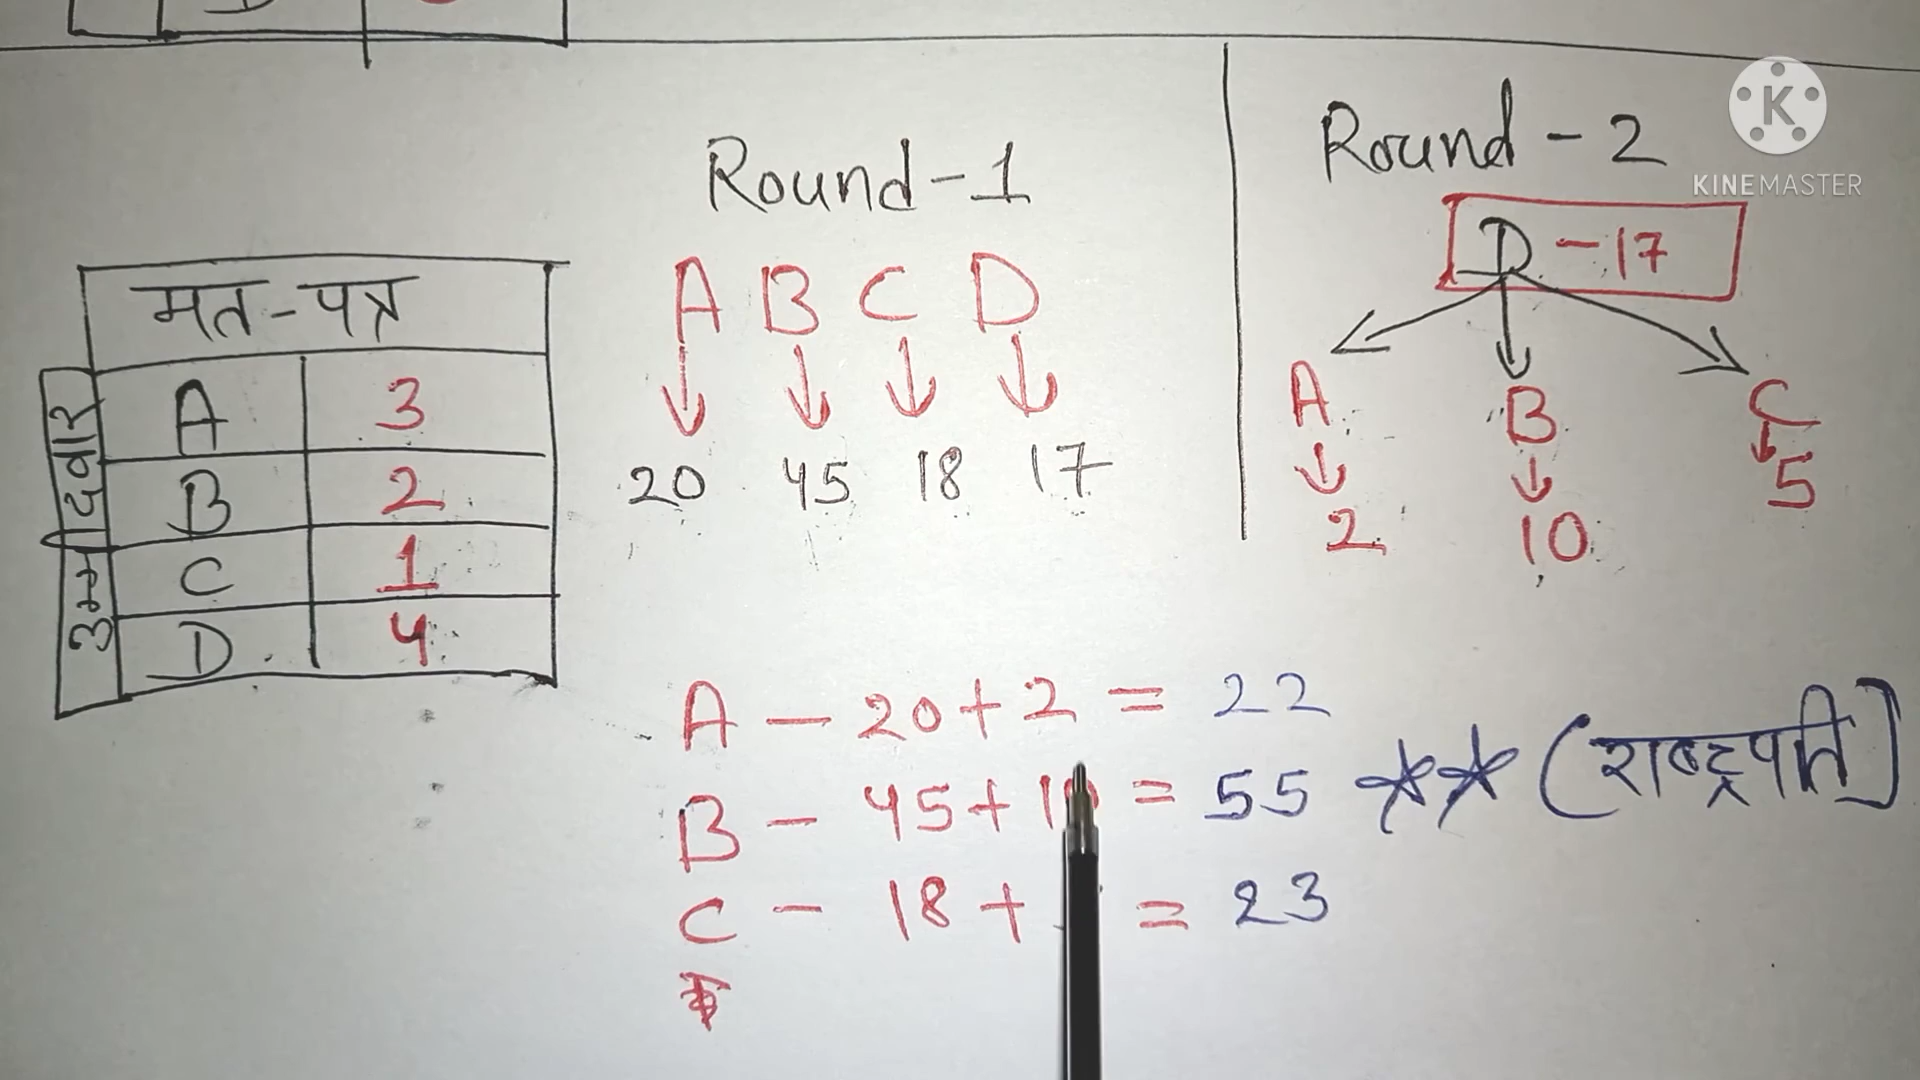 D
Round-1
Round - 2
KINEMASTER
D - 17
मत-पत्र
उम्मीदवार
A 3
B 2
C 1
D 4
A B C D
20 45 18 17
A B C
2 10 5
A - 20+2 = 22
B - 45+10 = 55 ** (राष्ट्रपति)
C - 18+ = 23